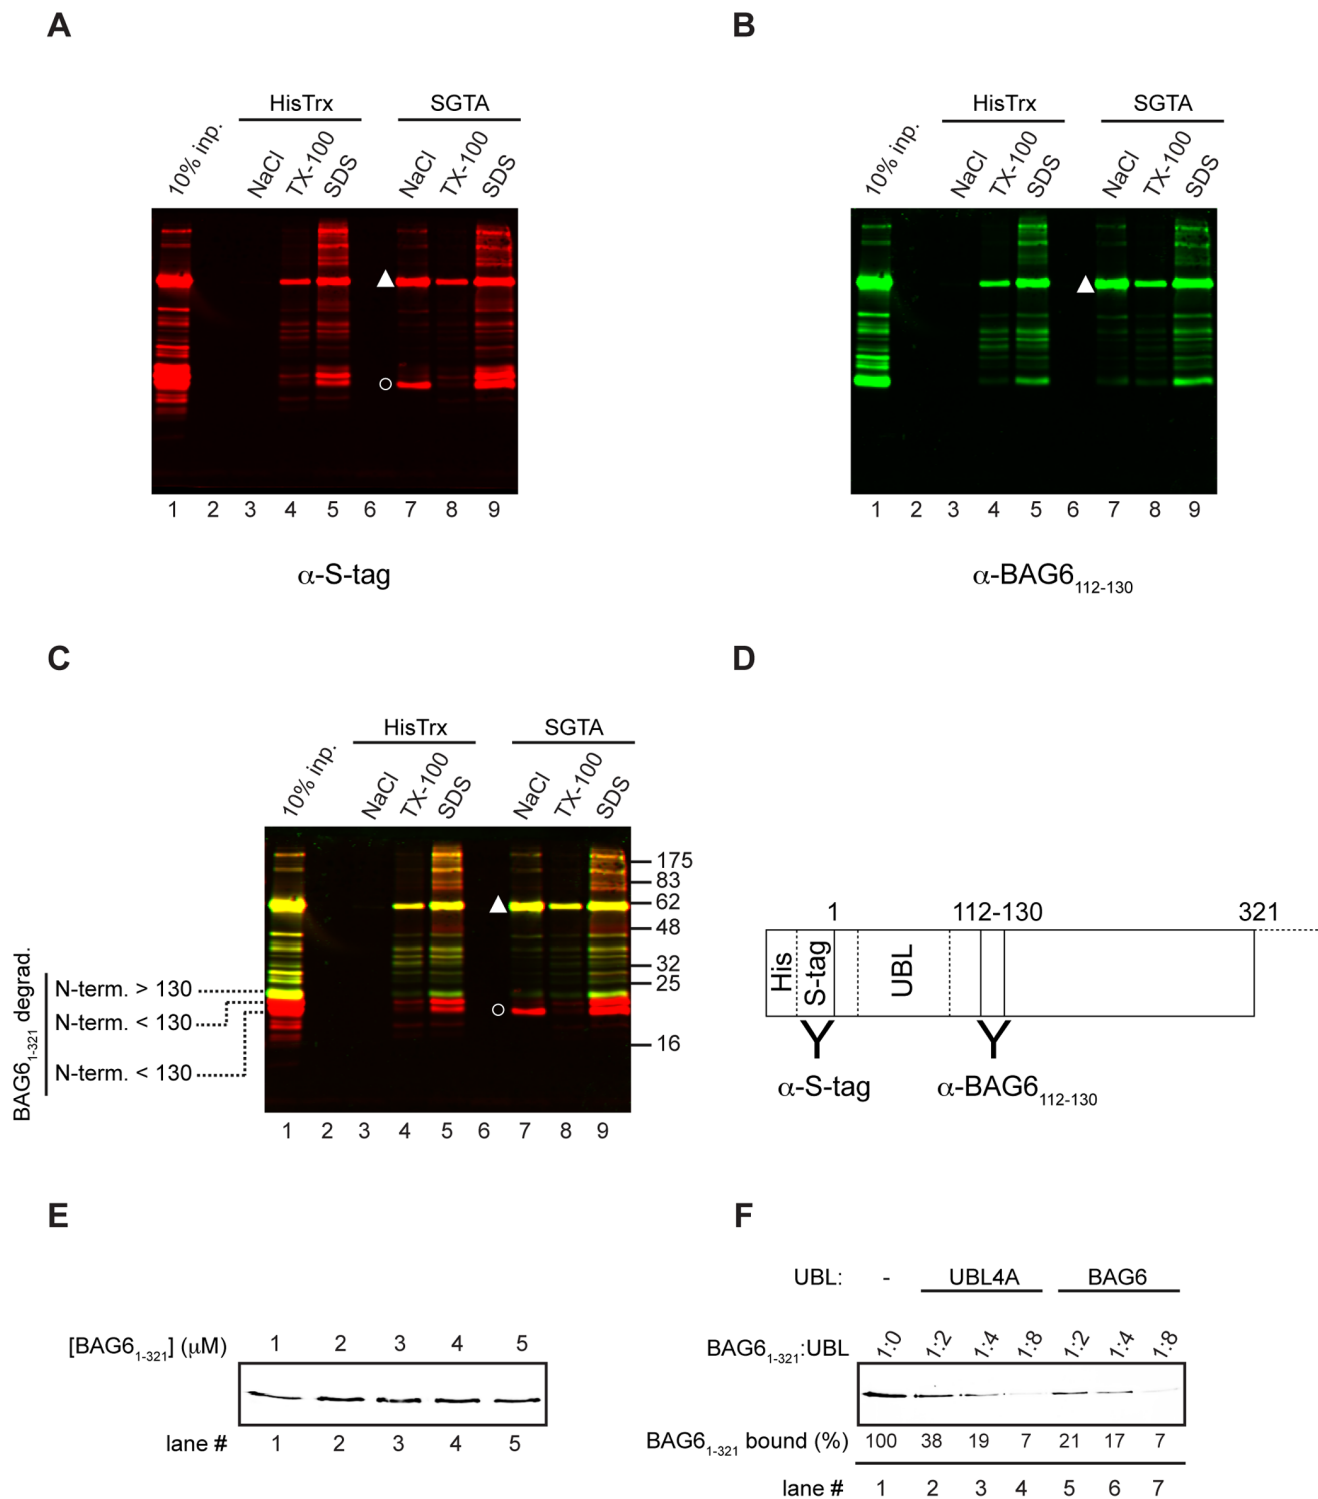 A
HisTrx SGTA
10% inp. NaCl TX-100 SDS NaCl TX-100 SDS
1 2 3 4 5 6 7 8 9
α-S-tag
B
HisTrx SGTA
10% inp. NaCl TX-100 SDS NaCl TX-100 SDS
1 2 3 4 5 6 7 8 9
α-BAG6112-130
C
HisTrx SGTA
10% inp. NaCl TX-100 SDS NaCl TX-100 SDS
175
83
62
48
32
25
16
BAG61-321 degrad.
N-term. > 130
N-term. < 130
N-term. < 130
1 2 3 4 5 6 7 8 9
D
1 112-130 321
His S-tag UBL
α-S-tag α-BAG6112-130
E
[BAG61-321] (μM) 1 2 3 4 5
lane # 1 2 3 4 5
F
UBL: - UBL4A BAG6
BAG61-321:UBL 1:0 1:2 1:4 1:8 1:2 1:4 1:8
BAG61-321 bound (%) 100 38 19 7 21 17 7
lane # 1 2 3 4 5 6 7